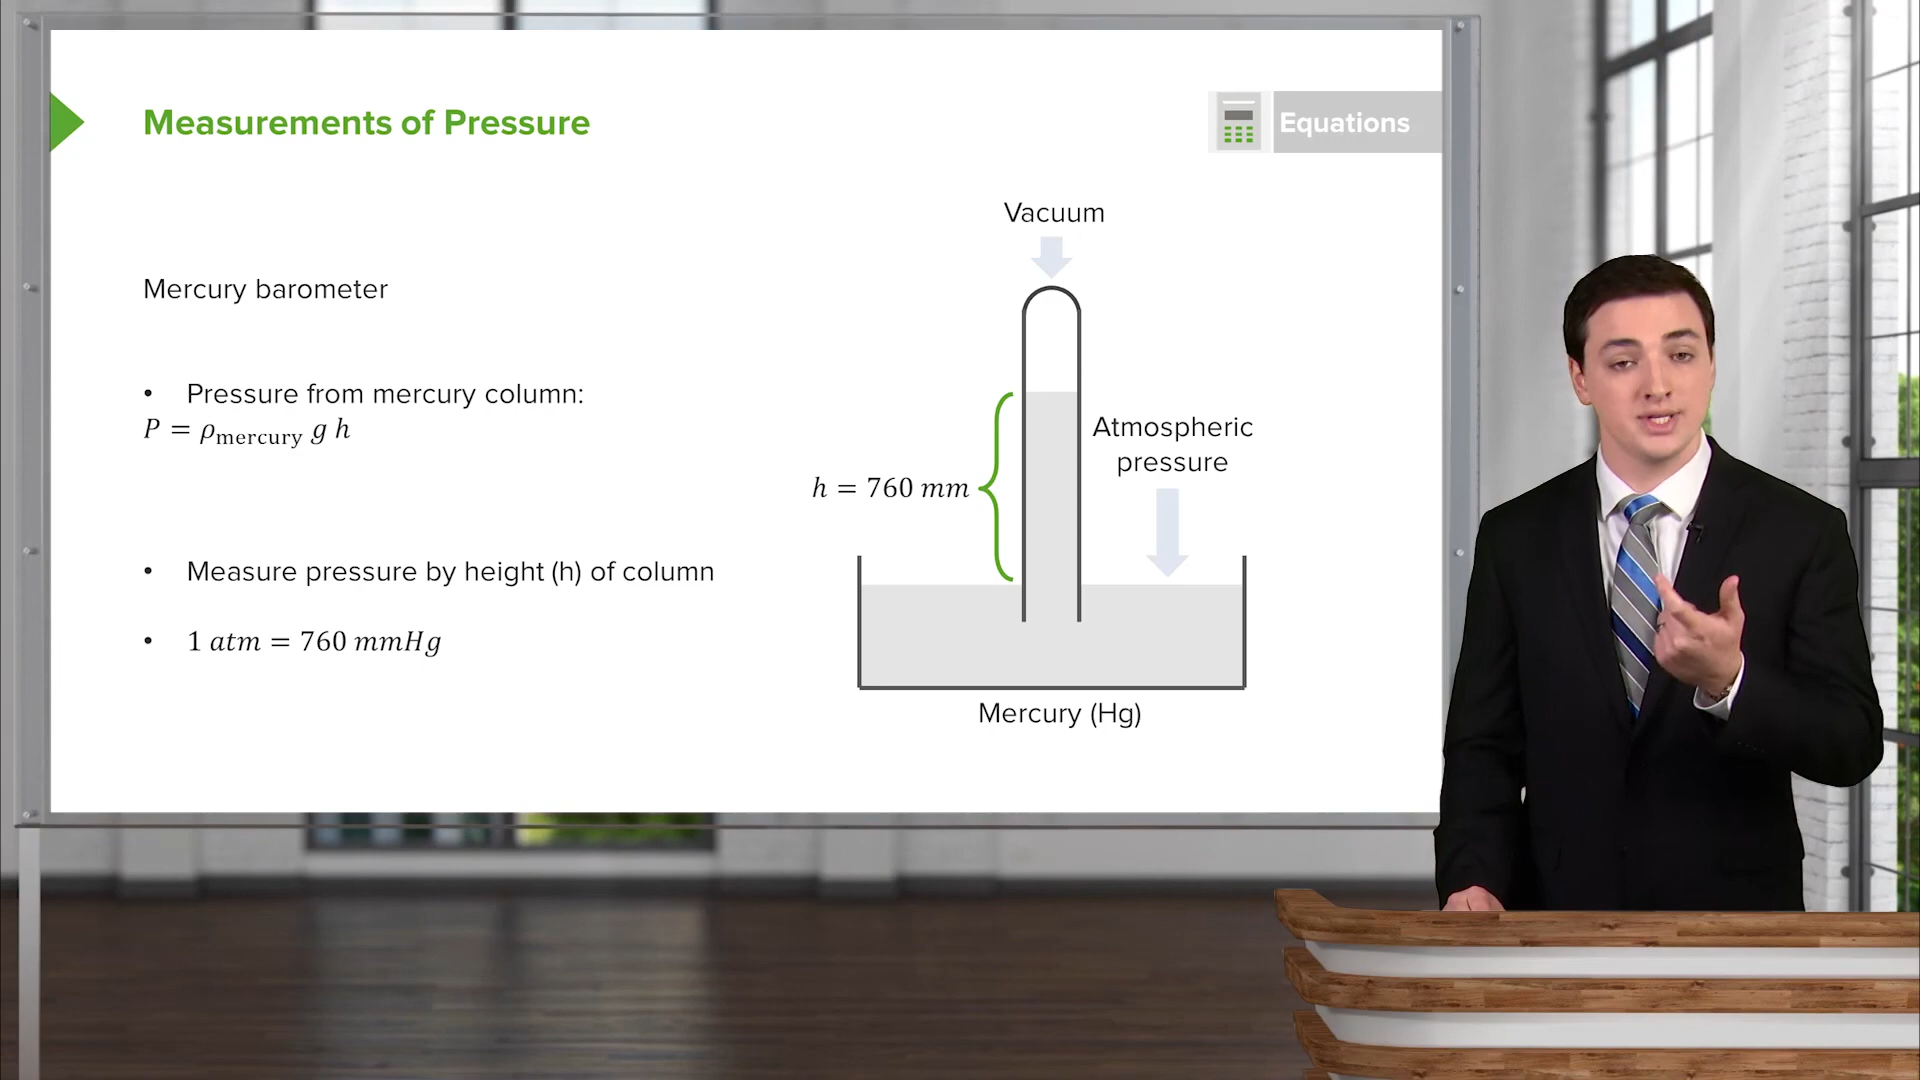 Measurements of Pressure
Equations
Mercury barometer
• Pressure from mercury column:
P = ρmercury g h
• Measure pressure by height (h) of column
• 1 atm = 760 mmHg
Vacuum
h = 760 mm
Atmospheric
pressure
Mercury (Hg)